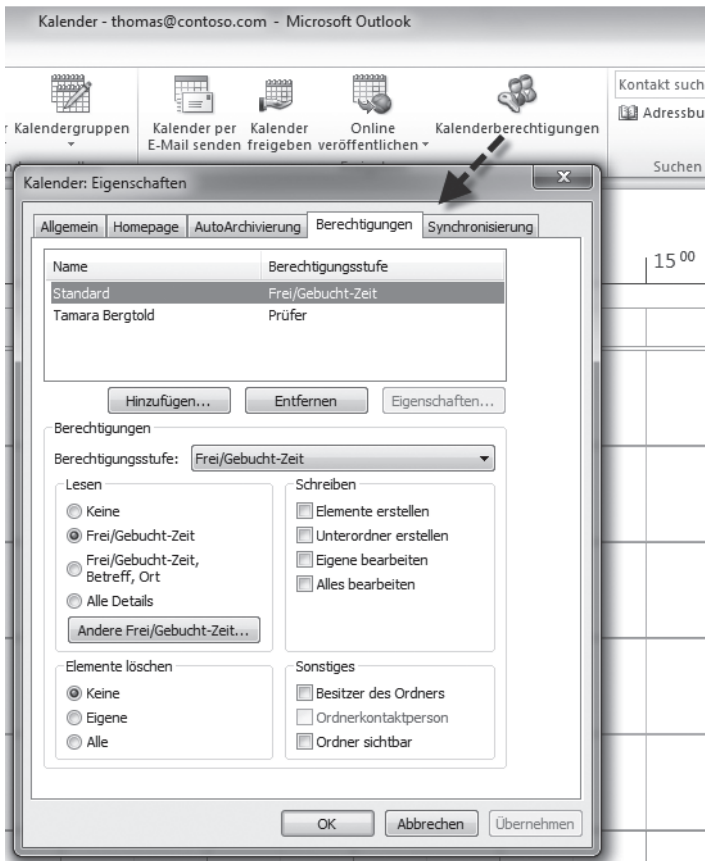 Kalender - thomas@contoso.com - Microsoft Outlook
Kontakt such
Adressbu
r Kalendergruppen
Kalender per
E-Mail senden
Kalender
freigeben
Online
veröffentlichen
Kalenderberechtigungen
Suchen
Kalender: Eigenschaften
x
Allgemein Homepage AutoArchivierung Berechtigungen Synchronisierung
15 00
Name Berechtigungsstufe
Standard Frei/Gebucht-Zeit
Tamara Bergtold Prüfer
Hinzufügen... Entfernen Eigenschaften...
Berechtigungen
Berechtigungsstufe: Frei/Gebucht-Zeit
Lesen
Keine
Frei/Gebucht-Zeit
Frei/Gebucht-Zeit,
Betreff, Ort
Alle Details
Andere Frei/Gebucht-Zeit...
Schreiben
Elemente erstellen
Unterordner erstellen
Eigene bearbeiten
Alles bearbeiten
Elemente löschen
Keine
Eigene
Alle
Sonstiges
Besitzer des Ordners
Ordnerkontaktperson
Ordner sichtbar
OK Abbrechen Übernehmen